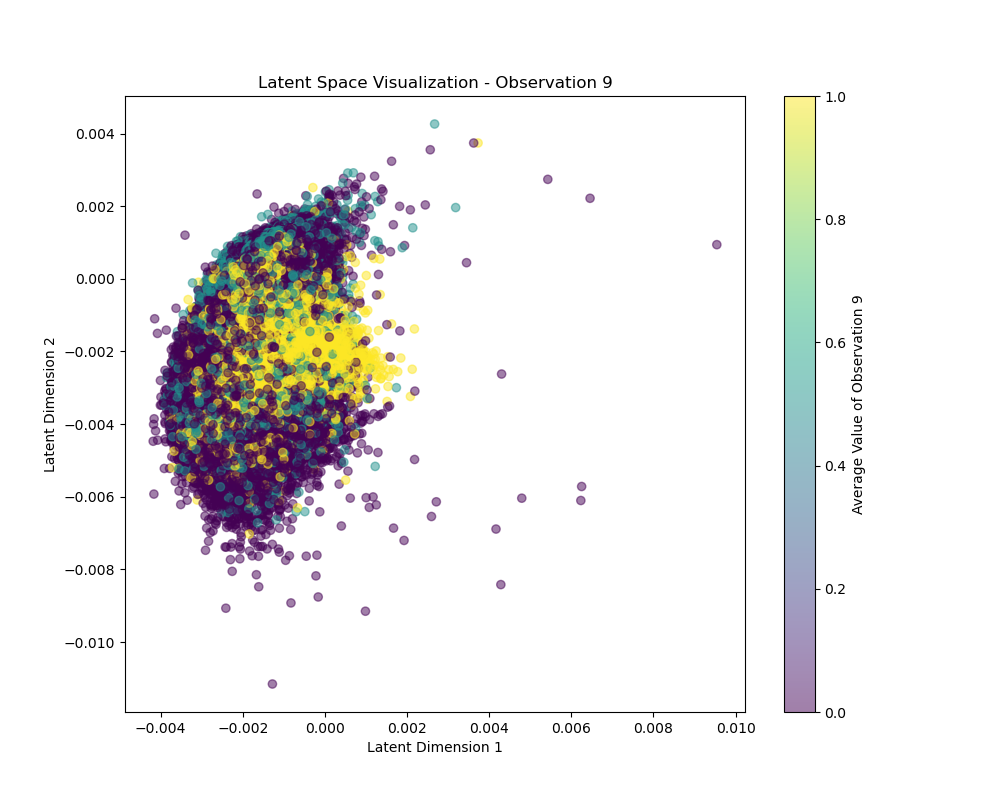 Latent Space Visualization - Observation 9
0.004
0.002
0.000
−0.002
−0.004
−0.006
−0.008
−0.010
Latent Dimension 2
−0.004 −0.002 0.000 0.002 0.004 0.006 0.008 0.010
Latent Dimension 1
1.0
0.8
0.6
0.4
0.2
0.0
Average Value of Observation 9